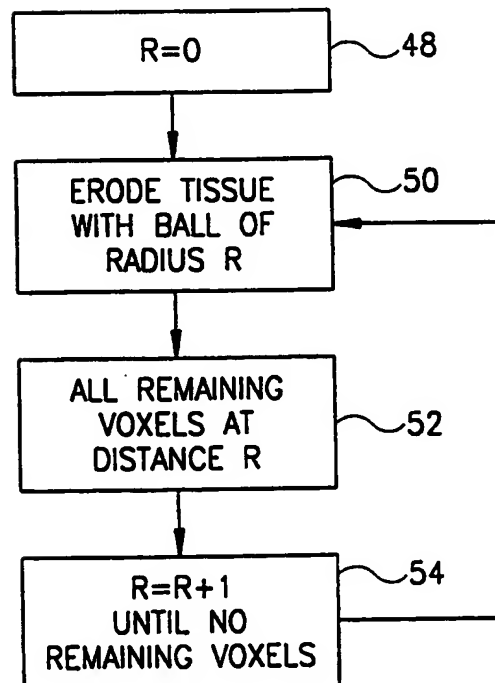 R=0
48
ERODE TISSUE
WITH BALL OF
RADIUS R
50
ALL REMAINING
VOXELS AT
DISTANCE R
52
R=R+1
UNTIL NO
REMAINING VOXELS
54